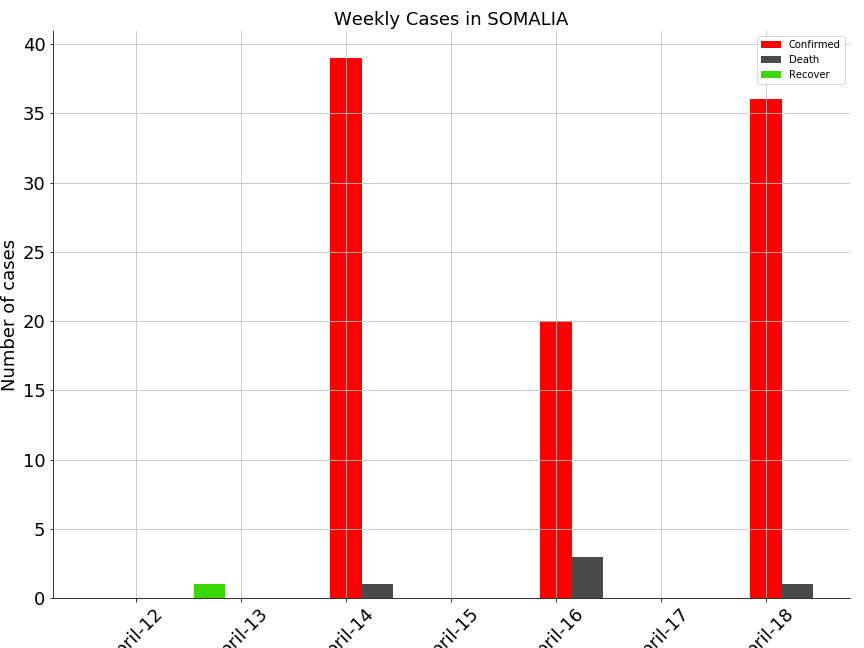 Weekly Cases in SOMALIA
Confirmed
Death
Recover
Number of cases
40
35
30
25
20
15
10
5
0
pril-12
pril-13
pril-14
pril-15
pril-16
pril-17
pril-18